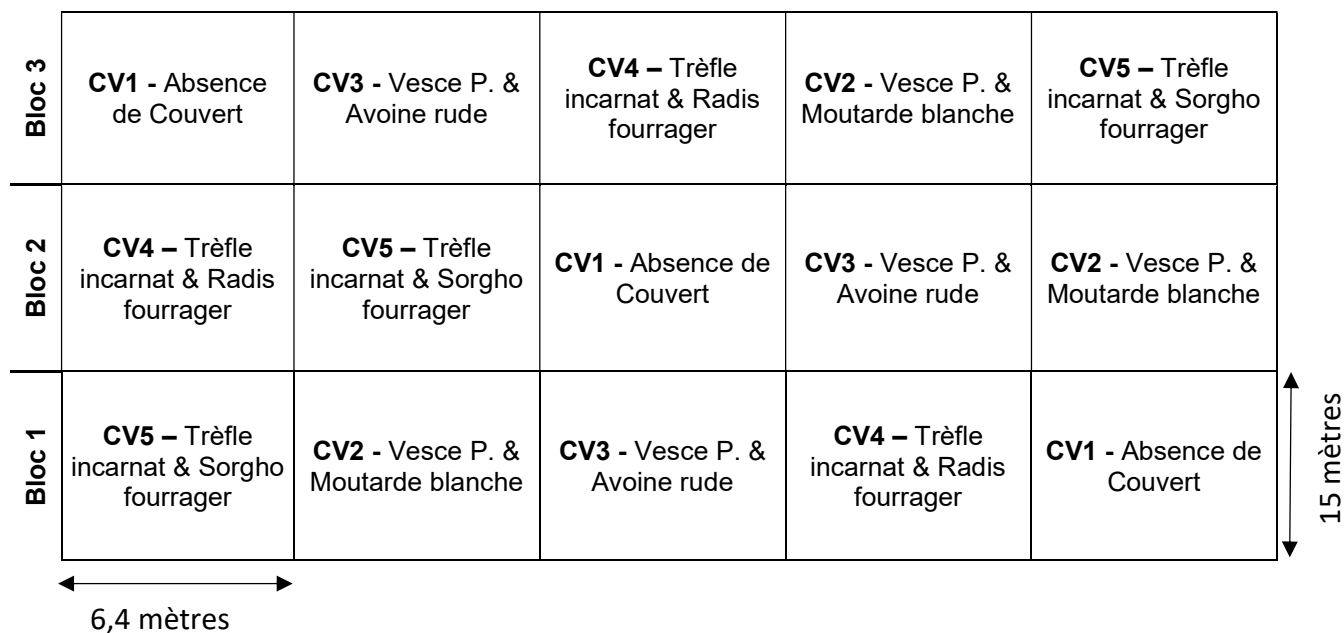 Bloc 3
CV1 - Absence
de Couvert
CV3 - Vesce P. &
Avoine rude
CV4 – Trèfle
incarnat & Radis
fourrager
CV2 - Vesce P. &
Moutarde blanche
CV5 – Trèfle
incarnat & Sorgho
fourrager
Bloc 2
CV4 – Trèfle
incarnat & Radis
fourrager
CV5 – Trèfle
incarnat & Sorgho
fourrager
CV1 - Absence de
Couvert
CV3 - Vesce P. &
Avoine rude
CV2 - Vesce P. &
Moutarde blanche
Bloc 1
CV5 – Trèfle
incarnat & Sorgho
fourrager
CV2 - Vesce P. &
Moutarde blanche
CV3 - Vesce P. &
Avoine rude
CV4 – Trèfle
incarnat & Radis
fourrager
CV1 - Absence de
Couvert
15 mètres
6,4 mètres